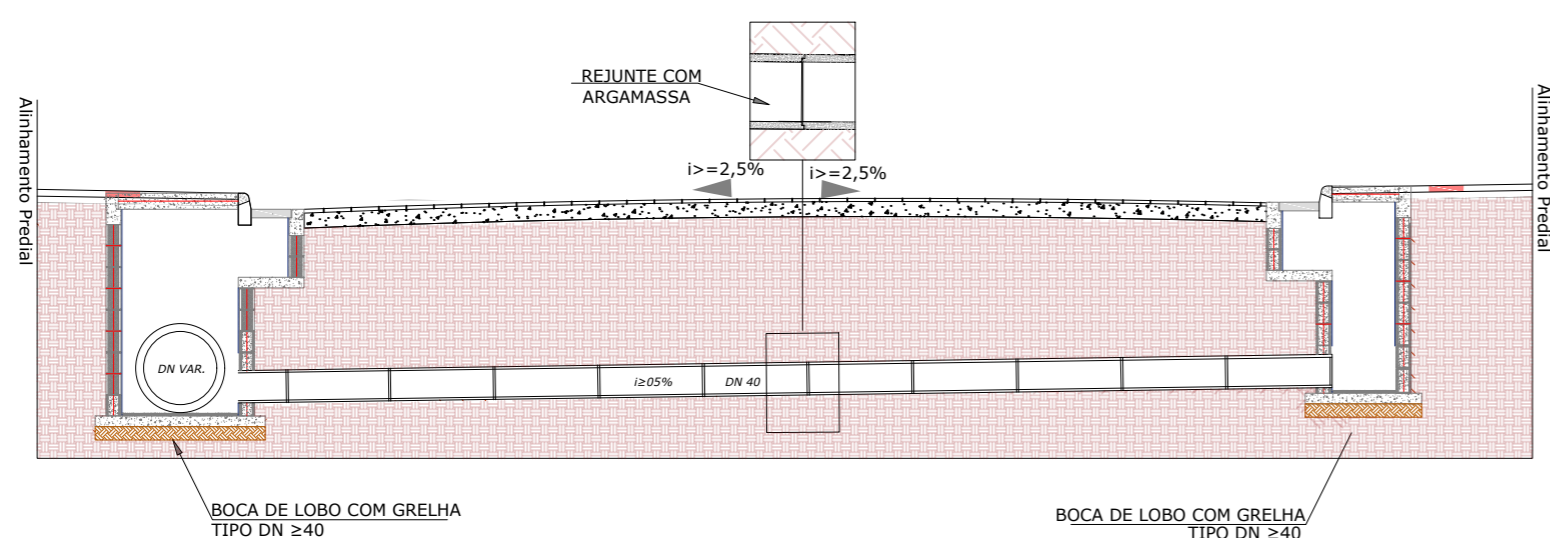 REJUNTE COM
ARGAMASSA
Alinhamento Predial
Alinhamento Predial
i>=2,5%
i>=2,5%
DN VAR.
i≥05%
DN 40
BOCA DE LOBO COM GRELHA
TIPO DN ≥40
BOCA DE LOBO COM GRELHA
TIPO DN ≥40